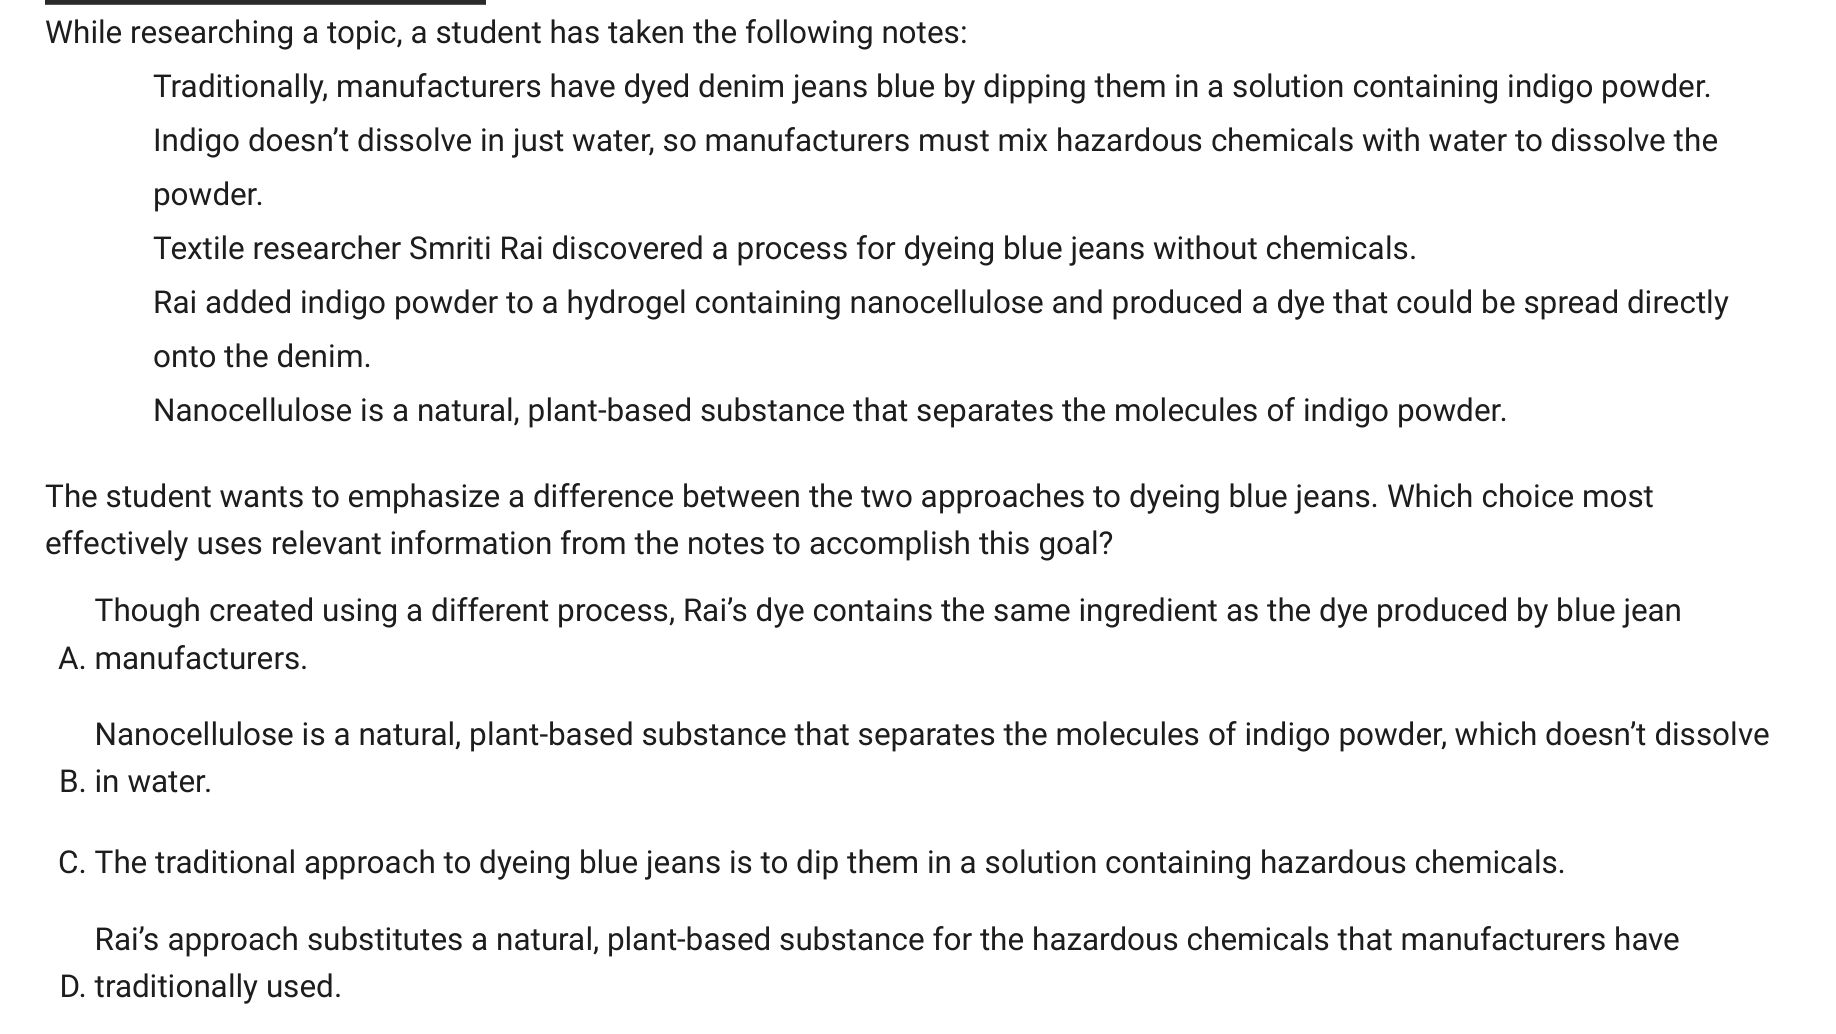 While researching a topic, a student has taken the following notes:
Traditionally, manufacturers have dyed denim jeans blue by dipping them in a solution containing indigo powder.
Indigo doesn’t dissolve in just water, so manufacturers must mix hazardous chemicals with water to dissolve the
powder.
Textile researcher Smriti Rai discovered a process for dyeing blue jeans without chemicals.
Rai added indigo powder to a hydrogel containing nanocellulose and produced a dye that could be spread directly
onto the denim.
Nanocellulose is a natural, plant-based substance that separates the molecules of indigo powder.
The student wants to emphasize a difference between the two approaches to dyeing blue jeans. Which choice most
effectively uses relevant information from the notes to accomplish this goal?
Though created using a different process, Rai’s dye contains the same ingredient as the dye produced by blue jean
A. manufacturers.
Nanocellulose is a natural, plant-based substance that separates the molecules of indigo powder, which doesn’t dissolve
B. in water.
C. The traditional approach to dyeing blue jeans is to dip them in a solution containing hazardous chemicals.
Rai’s approach substitutes a natural, plant-based substance for the hazardous chemicals that manufacturers have
D. traditionally used.